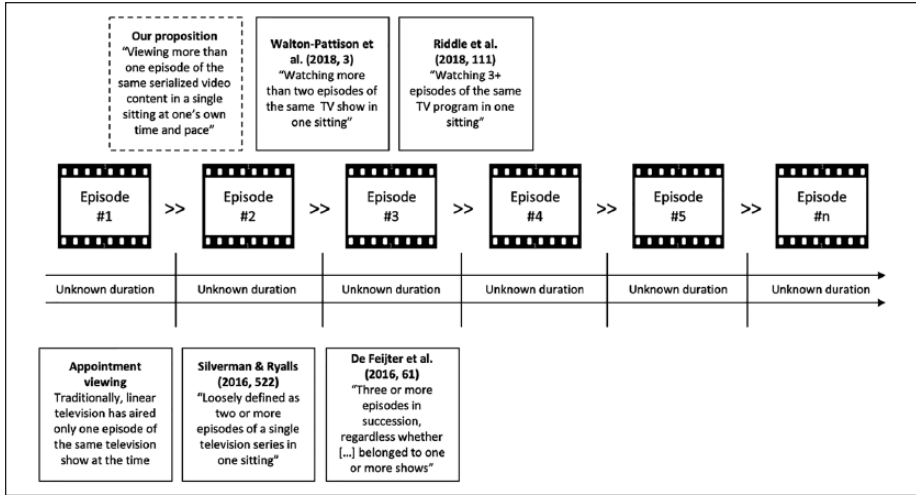 Our proposition
“Viewing more
than one episode of
the same serialized video
content in a single
sitting at one’s own
time and pace”
Walton-Pattison
et al. (2018, 3)
“Watching more
than two episodes of
the same TV show in
one sitting”
Riddle et al.
(2018, 111)
“Watching 3+
episodes of the same
TV program in one
sitting”
Episode
#1
>>
Episode
#2
>>
Episode
#3
>>
Episode
#4
>>
Episode
#5
>>
Episode
#n
Unknown duration
Unknown duration
Unknown duration
Unknown duration
Unknown duration
Unknown duration
Appointment
viewing
Traditionally, linear
television has aired
only one episode of
the same television
show at the time
Silverman & Ryalls
(2016, 522)
“Loosely defined as
two or more
episodes of a single
television series in
one sitting”
De Feijter et al.
(2016, 61)
“Three or more
episodes in
succession,
regardless whether
[…] belonged to one
or more shows”